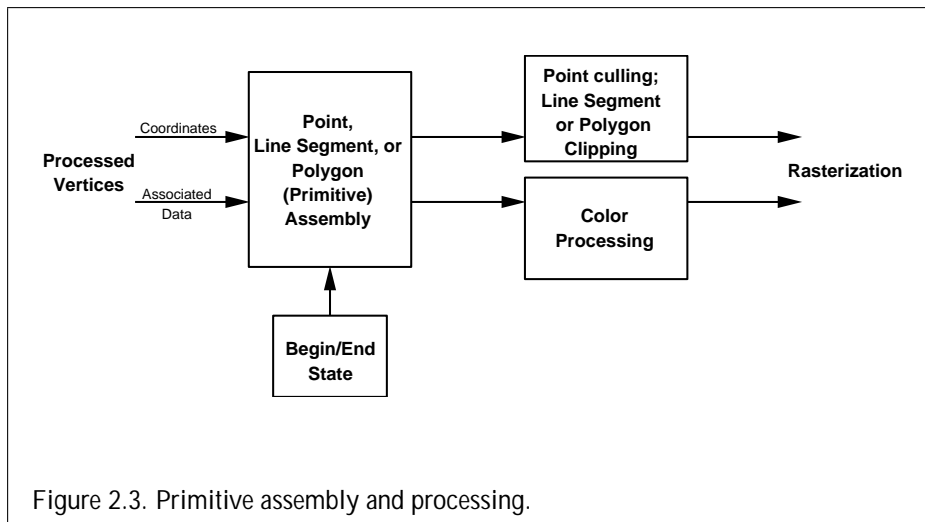 Processed
Vertices
Coordinates
Associated
Data
Point,
Line Segment, or
Polygon
(Primitive)
Assembly
Begin/End
State
Point culling;
Line Segment
or Polygon
Clipping
Color
Processing
Rasterization
Figure 2.3. Primitive assembly and processing.